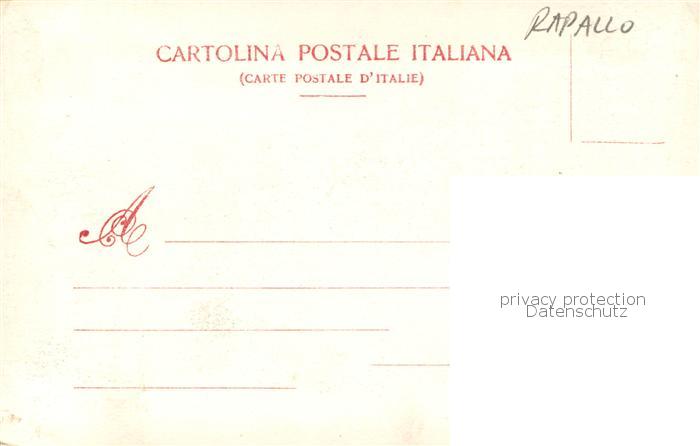 RAPALLO
CARTOLINA POSTALE ITALIANA
(CARTE POSTALE D'ITALIE)
A
privacy protection
Datenschutz